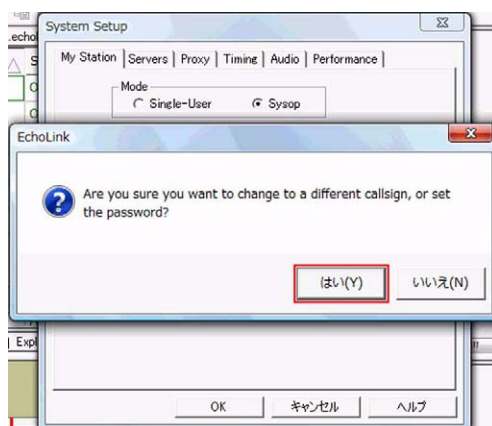 System Setup
.echol
My Station Servers Proxy Timing Audio Performance
Mode
Single-User Sysop
EchoLink
Are you sure you want to change to a different callsign, or set
the password?
はい(Y) いいえ(N)
Expl
OK キャンセル ヘルプ